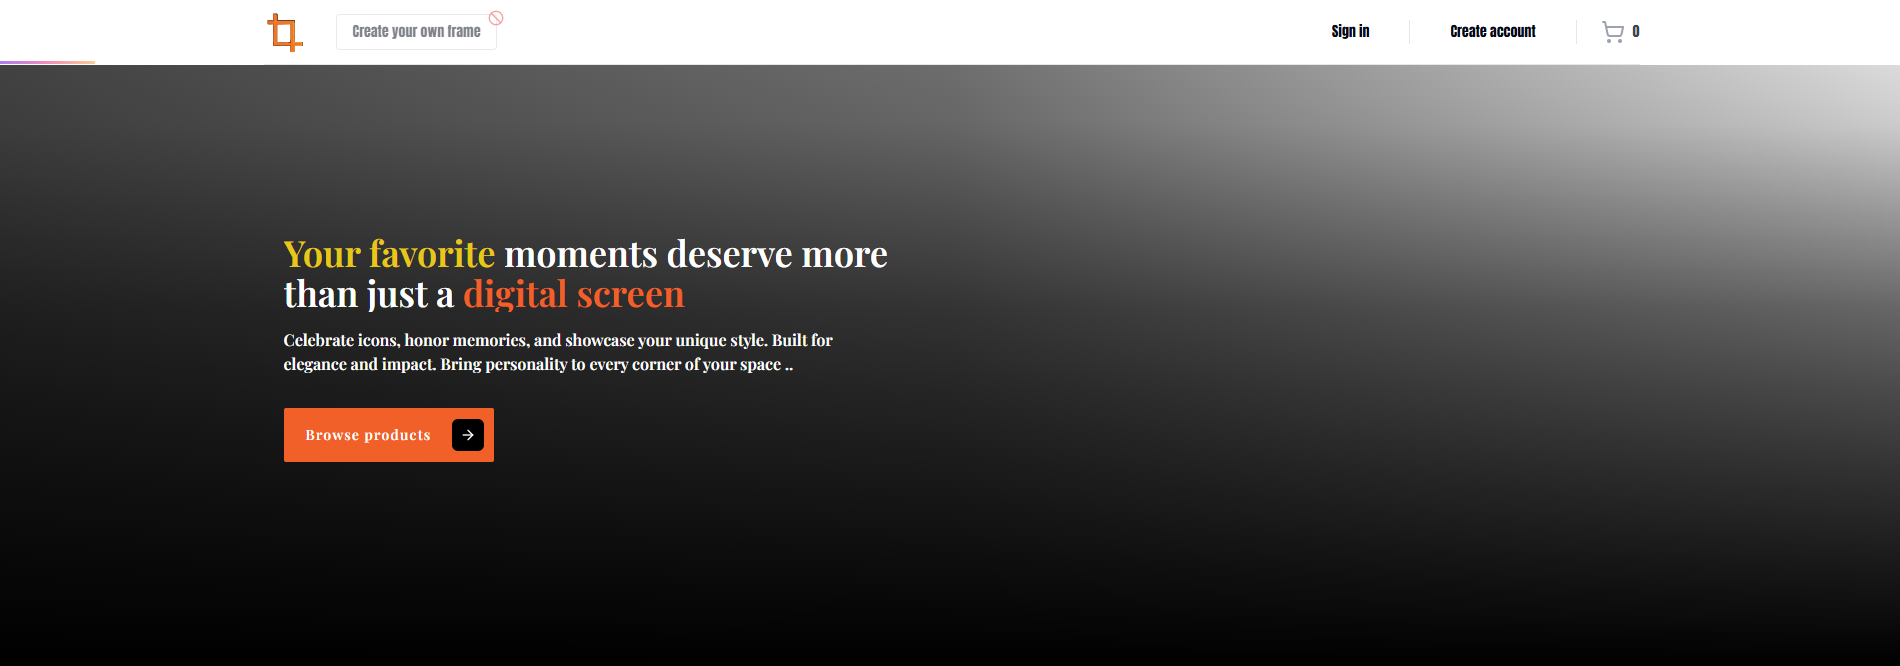 Create your own frame
Sign in
Create account
0
Your favorite moments deserve more
than just a digital screen
Celebrate icons, honor memories, and showcase your unique style. Built for
elegance and impact. Bring personality to every corner of your space ..
Browse products